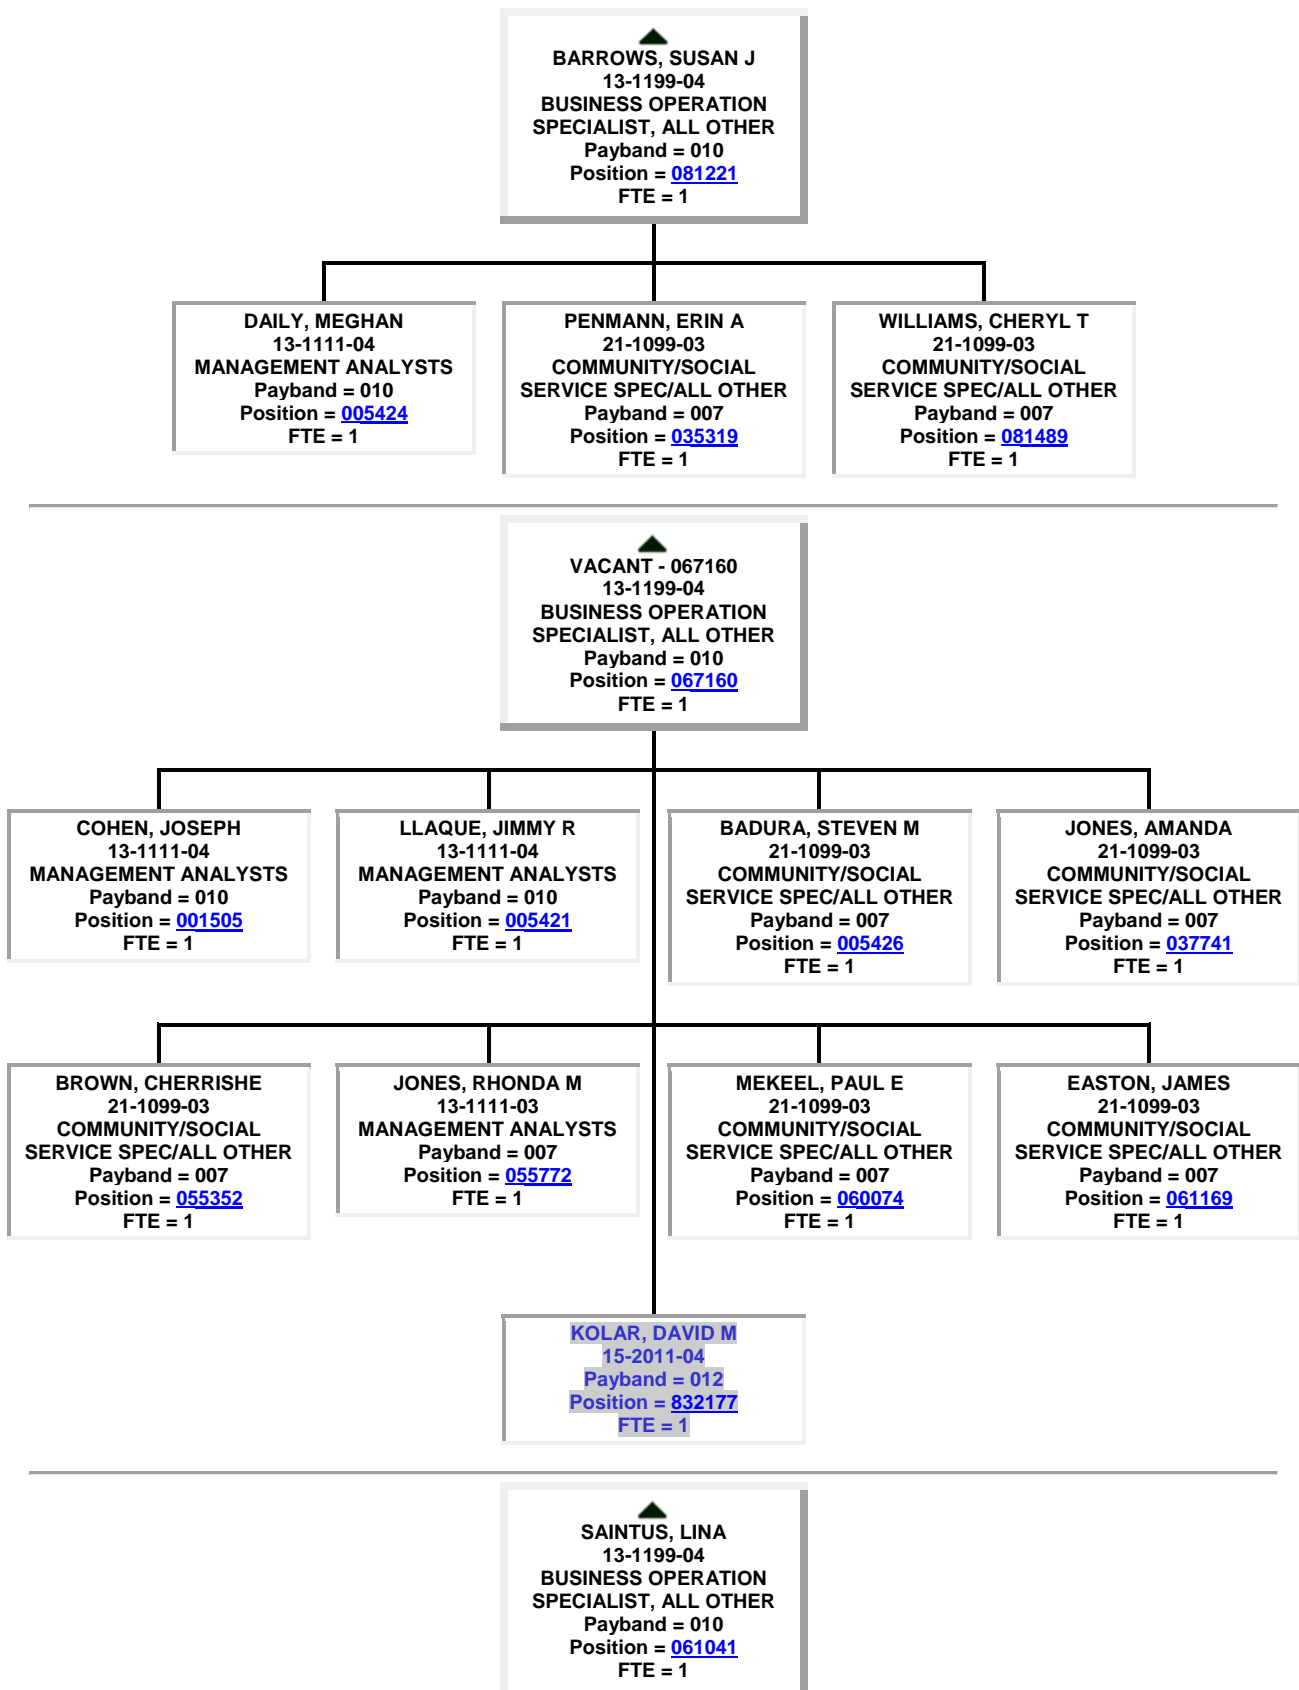 BARROWS, SUSAN J
13-1199-04
BUSINESS OPERATION
SPECIALIST, ALL OTHER
Payband = 010
Position = 081221
FTE = 1
DAILY, MEGHAN
13-1111-04
MANAGEMENT ANALYSTS
Payband = 010
Position = 005424
FTE = 1
PENMANN, ERIN A
21-1099-03
COMMUNITY/SOCIAL
SERVICE SPEC/ALL OTHER
Payband = 007
Position = 035319
FTE = 1
WILLIAMS, CHERYL T
21-1099-03
COMMUNITY/SOCIAL
SERVICE SPEC/ALL OTHER
Payband = 007
Position = 081489
FTE = 1
VACANT - 067160
13-1199-04
BUSINESS OPERATION
SPECIALIST, ALL OTHER
Payband = 010
Position = 067160
FTE = 1
COHEN, JOSEPH
13-1111-04
MANAGEMENT ANALYSTS
Payband = 010
Position = 001505
FTE = 1
LLAQUE, JIMMY R
13-1111-04
MANAGEMENT ANALYSTS
Payband = 010
Position = 005421
FTE = 1
BADURA, STEVEN M
21-1099-03
COMMUNITY/SOCIAL
SERVICE SPEC/ALL OTHER
Payband = 007
Position = 005426
FTE = 1
JONES, AMANDA
21-1099-03
COMMUNITY/SOCIAL
SERVICE SPEC/ALL OTHER
Payband = 007
Position = 037741
FTE = 1
BROWN, CHERRISHE
21-1099-03
COMMUNITY/SOCIAL
SERVICE SPEC/ALL OTHER
Payband = 007
Position = 055352
FTE = 1
JONES, RHONDA M
13-1111-03
MANAGEMENT ANALYSTS
Payband = 007
Position = 055772
FTE = 1
MEKEEL, PAUL E
21-1099-03
COMMUNITY/SOCIAL
SERVICE SPEC/ALL OTHER
Payband = 007
Position = 060074
FTE = 1
EASTON, JAMES
21-1099-03
COMMUNITY/SOCIAL
SERVICE SPEC/ALL OTHER
Payband = 007
Position = 061169
FTE = 1
KOLAR, DAVID M
15-2011-04
Payband = 012
Position = 832177
FTE = 1
SAINTUS, LINA
13-1199-04
BUSINESS OPERATION
SPECIALIST, ALL OTHER
Payband = 010
Position = 061041
FTE = 1